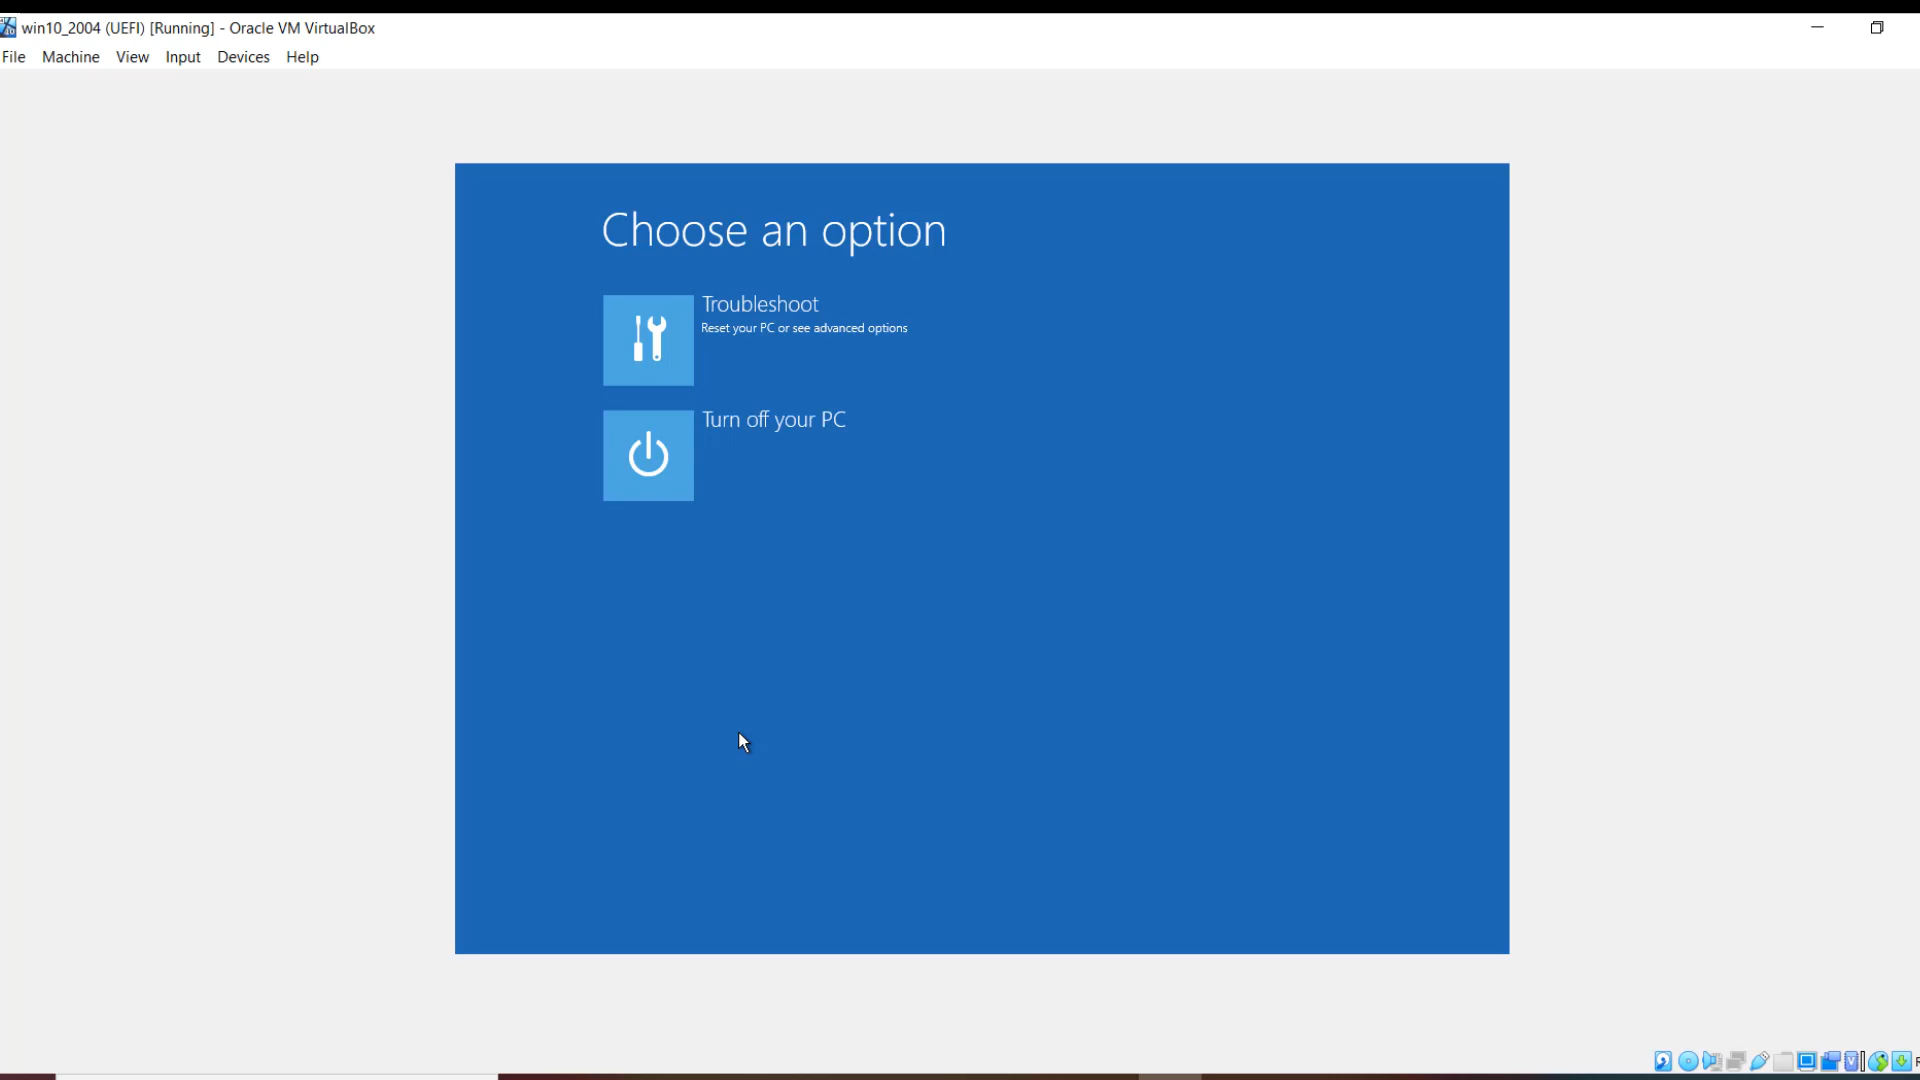 win10_2004 (UEFI) [Running] - Oracle VM VirtualBox
File Machine View Input Devices Help
Choose an option
Troubleshoot
Reset your PC or see advanced options
Turn off your PC